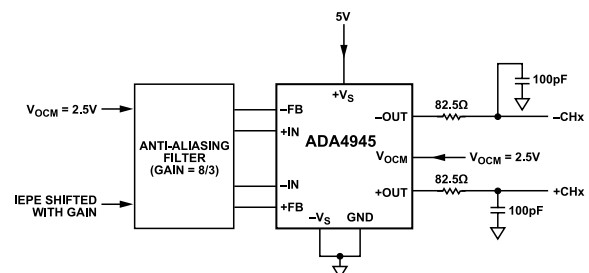 5V
+VS
VOCM = 2.5V
ANTI-ALIASING
FILTER
(GAIN = 8/3)
IEPE SHIFTED
WITH GAIN
–FB
+IN
–IN
+FB
ADA4945
–OUT
VOCM
+OUT
–VS
GND
82.5Ω
100pF
–CHx
VOCM = 2.5V
82.5Ω
+CHx
100pF